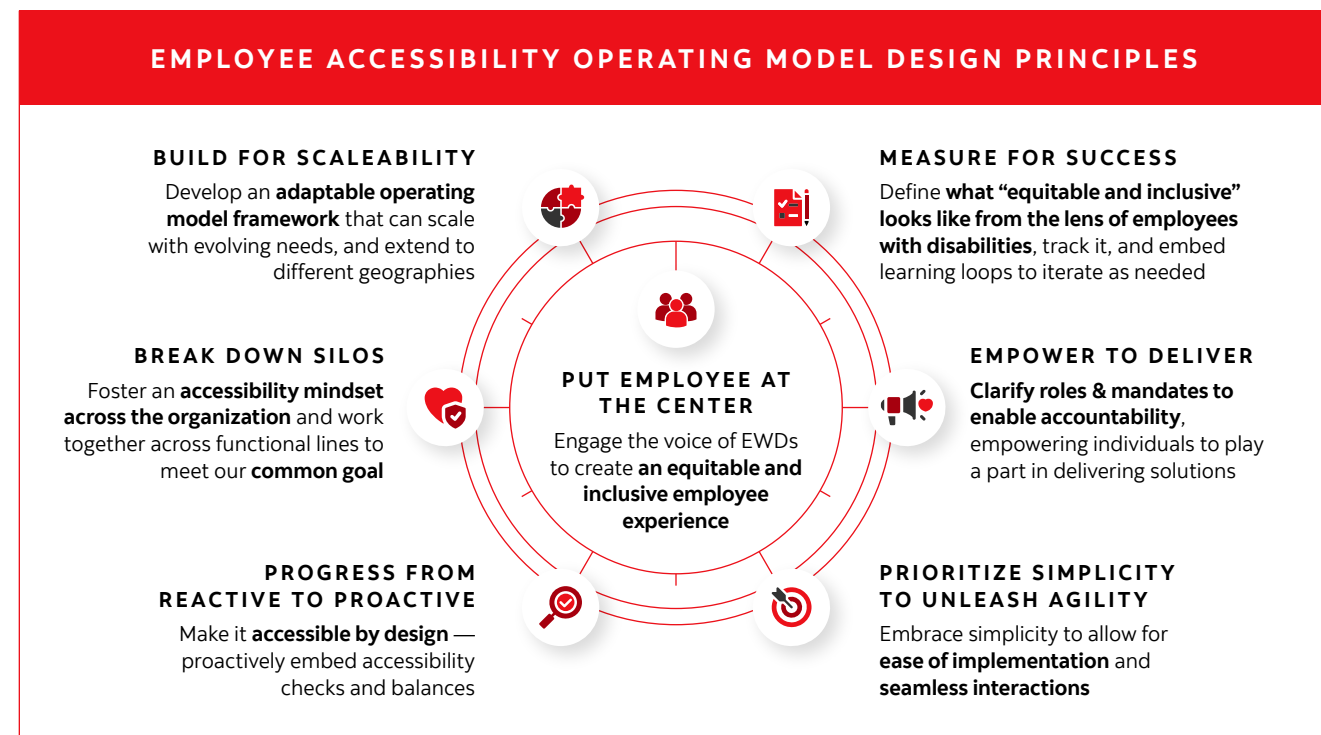 EMPLOYEE ACCESSIBILITY OPERATING MODEL DESIGN PRINCIPLES
BUILD FOR SCALEABILITY
Develop an adaptable operating
model framework that can scale
with evolving needs, and extend to
different geographies
MEASURE FOR SUCCESS
Define what “equitable and inclusive”
looks like from the lens of employees
with disabilities, track it, and embed
learning loops to iterate as needed
BREAK DOWN SILOS
Foster an accessibility mindset
across the organization and work
together across functional lines to
meet our common goal
PUT EMPLOYEE AT
THE CENTER
Engage the voice of EWDs
to create an equitable and
inclusive employee
experience
EMPOWER TO DELIVER
Clarify roles & mandates to
enable accountability,
empowering individuals to play
a part in delivering solutions
PROGRESS FROM
REACTIVE TO PROACTIVE
Make it accessible by design —
proactively embed accessibility
checks and balances
PRIORITIZE SIMPLICITY
TO UNLEASH AGILITY
Embrace simplicity to allow for
ease of implementation and
seamless interactions